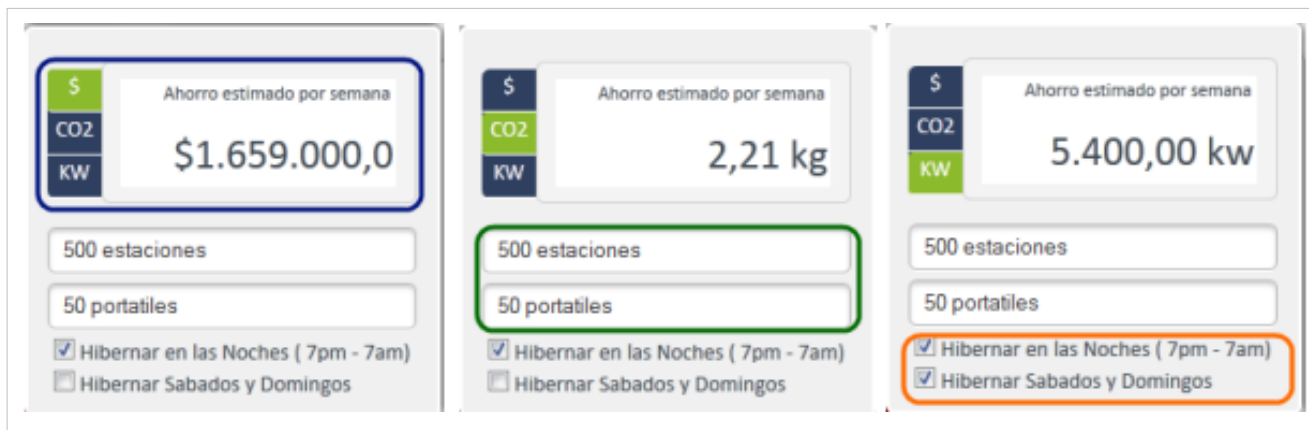 $
Ahorro estimado por semana
CO2
$1.659.000,0
KW
500 estaciones
50 portatiles
Hibernar en las Noches ( 7pm - 7am)
Hibernar Sabados y Domingos
$
Ahorro estimado por semana
CO2
2,21 kg
KW
500 estaciones
50 portatiles
Hibernar en las Noches ( 7pm - 7am)
Hibernar Sabados y Domingos
$
Ahorro estimado por semana
CO2
5.400,00 kw
KW
500 estaciones
50 portatiles
Hibernar en las Noches ( 7pm - 7am)
Hibernar Sabados y Domingos